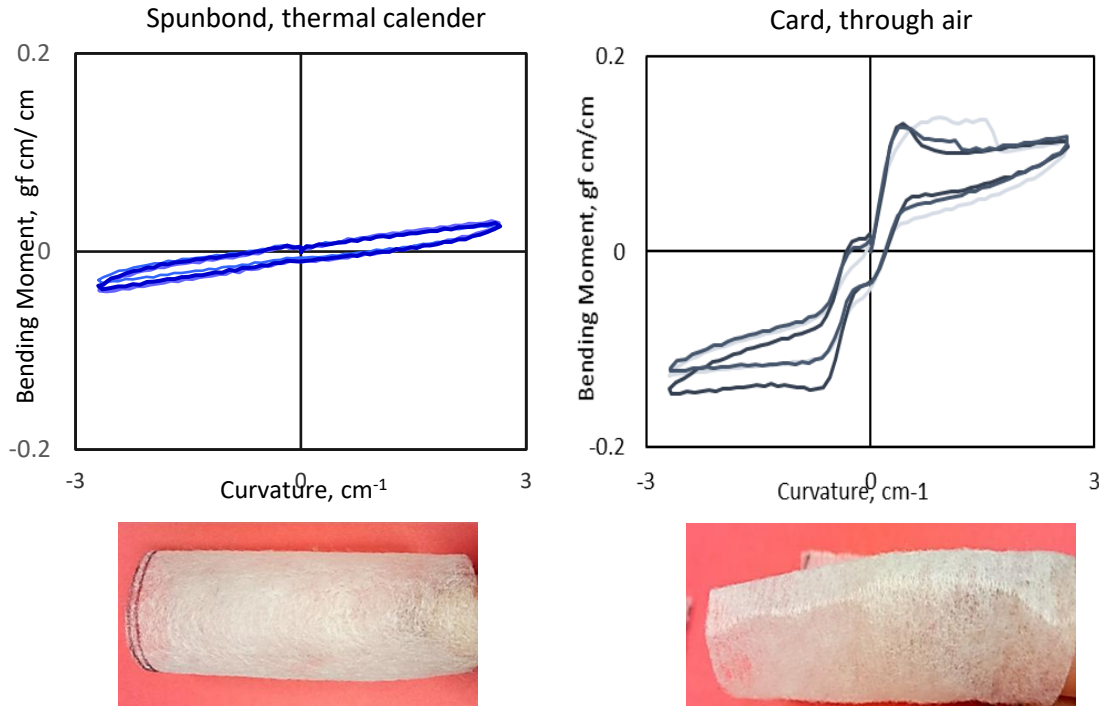 Spunbond, thermal calender
0.2
0
-0.2
Bending Moment, gf cm/ cm
-3
0
3
Curvature, cm⁻¹
Card, through air
0.2
0
-0.2
Bending Moment, gf cm/cm
-3
0
3
Curvature, cm-1